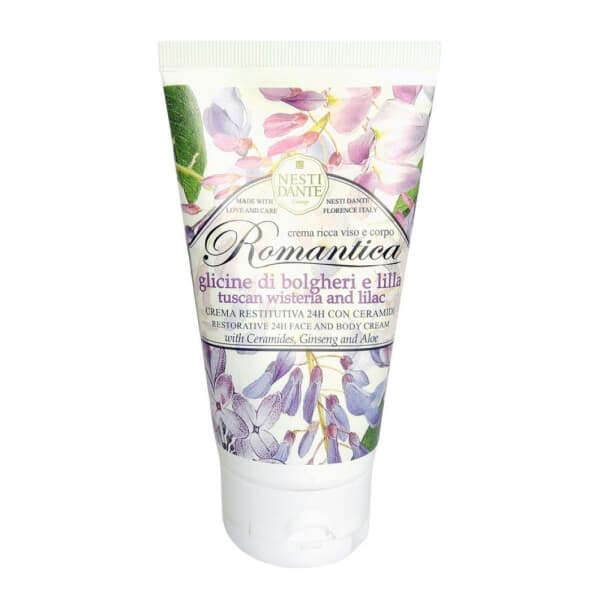 NESTI
DANTE
Firenze
MADE WITH
LOVE AND CARE
NESTI DANTE
FLORENCE ITALY
crema ricca viso e corpo
Romantica
glicine di bolgheri e lilla
tuscan wisteria and lilac
CREMA RESTITUTIVA 24H CON CERAMIDI
RESTORATIVE 24H FACE AND BODY CREAM
with Ceramides, Ginseng and Aloe